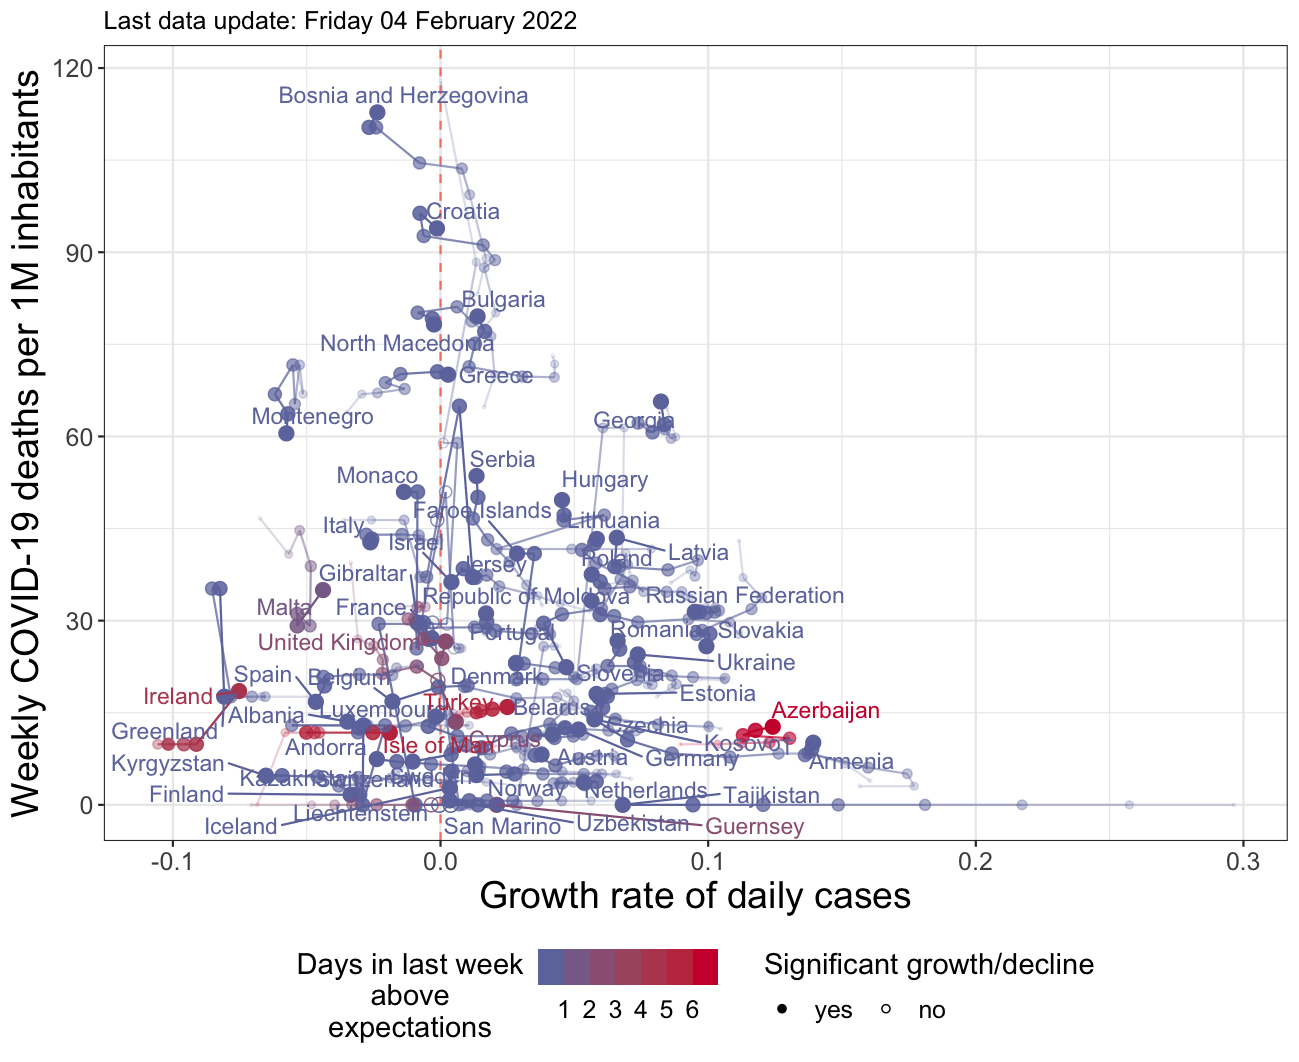 Last data update: Friday 04 February 2022
Weekly COVID-19 deaths per 1M inhabitants
120
90
60
30
0
Bosnia and Herzegovina
Croatia
Bulgaria
North Macedonia
Greece
Montenegro
Georgia
Serbia
Monaco
Hungary
Faroe Islands
Lithuania
Italy
Israel
Latvia
Poland
Jersey
Gibraltar
Republic of Moldova
Russian Federation
Malta
France
Portugal
Romania
Slovakia
United Kingdom
Ukraine
Spain
Belgium
Denmark
Slovenia
Ireland
Estonia
Turkey
Luxembourg
Belarus
Azerbaijan
Albania
Greenland
Czechia
Andorra
Isle of Man
Cyprus
Kosovo
Kyrgyzstan
Austria
Germany
Armenia
Kazakhstan
Switzerland
Sweden
Finland
Norway
Netherlands
Tajikistan
Liechtenstein
Iceland
San Marino
Uzbekistan
Guernsey
-0.1
0.0
0.1
0.2
0.3
Growth rate of daily cases
Days in last week
above
expectations
1 2 3 4 5 6
Significant growth/decline
yes
no